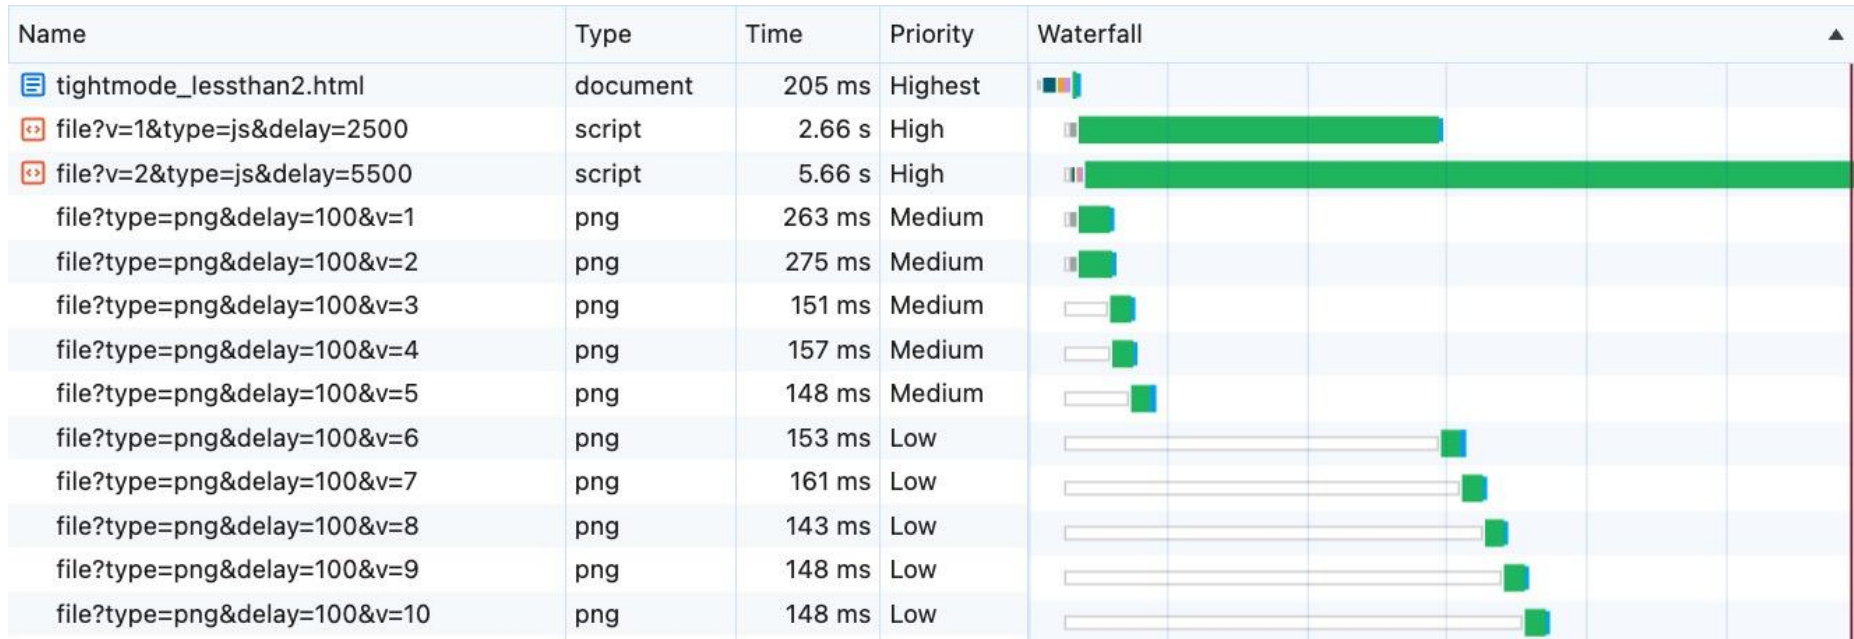 Name Type Time Priority Waterfall ▲
tightmode_lessthan2.html document 205 ms Highest
file?v=1&type=js&delay=2500 script 2.66 s High
file?v=2&type=js&delay=5500 script 5.66 s High
file?type=png&delay=100&v=1 png 263 ms Medium
file?type=png&delay=100&v=2 png 275 ms Medium
file?type=png&delay=100&v=3 png 151 ms Medium
file?type=png&delay=100&v=4 png 157 ms Medium
file?type=png&delay=100&v=5 png 148 ms Medium
file?type=png&delay=100&v=6 png 153 ms Low
file?type=png&delay=100&v=7 png 161 ms Low
file?type=png&delay=100&v=8 png 143 ms Low
file?type=png&delay=100&v=9 png 148 ms Low
file?type=png&delay=100&v=10 png 148 ms Low